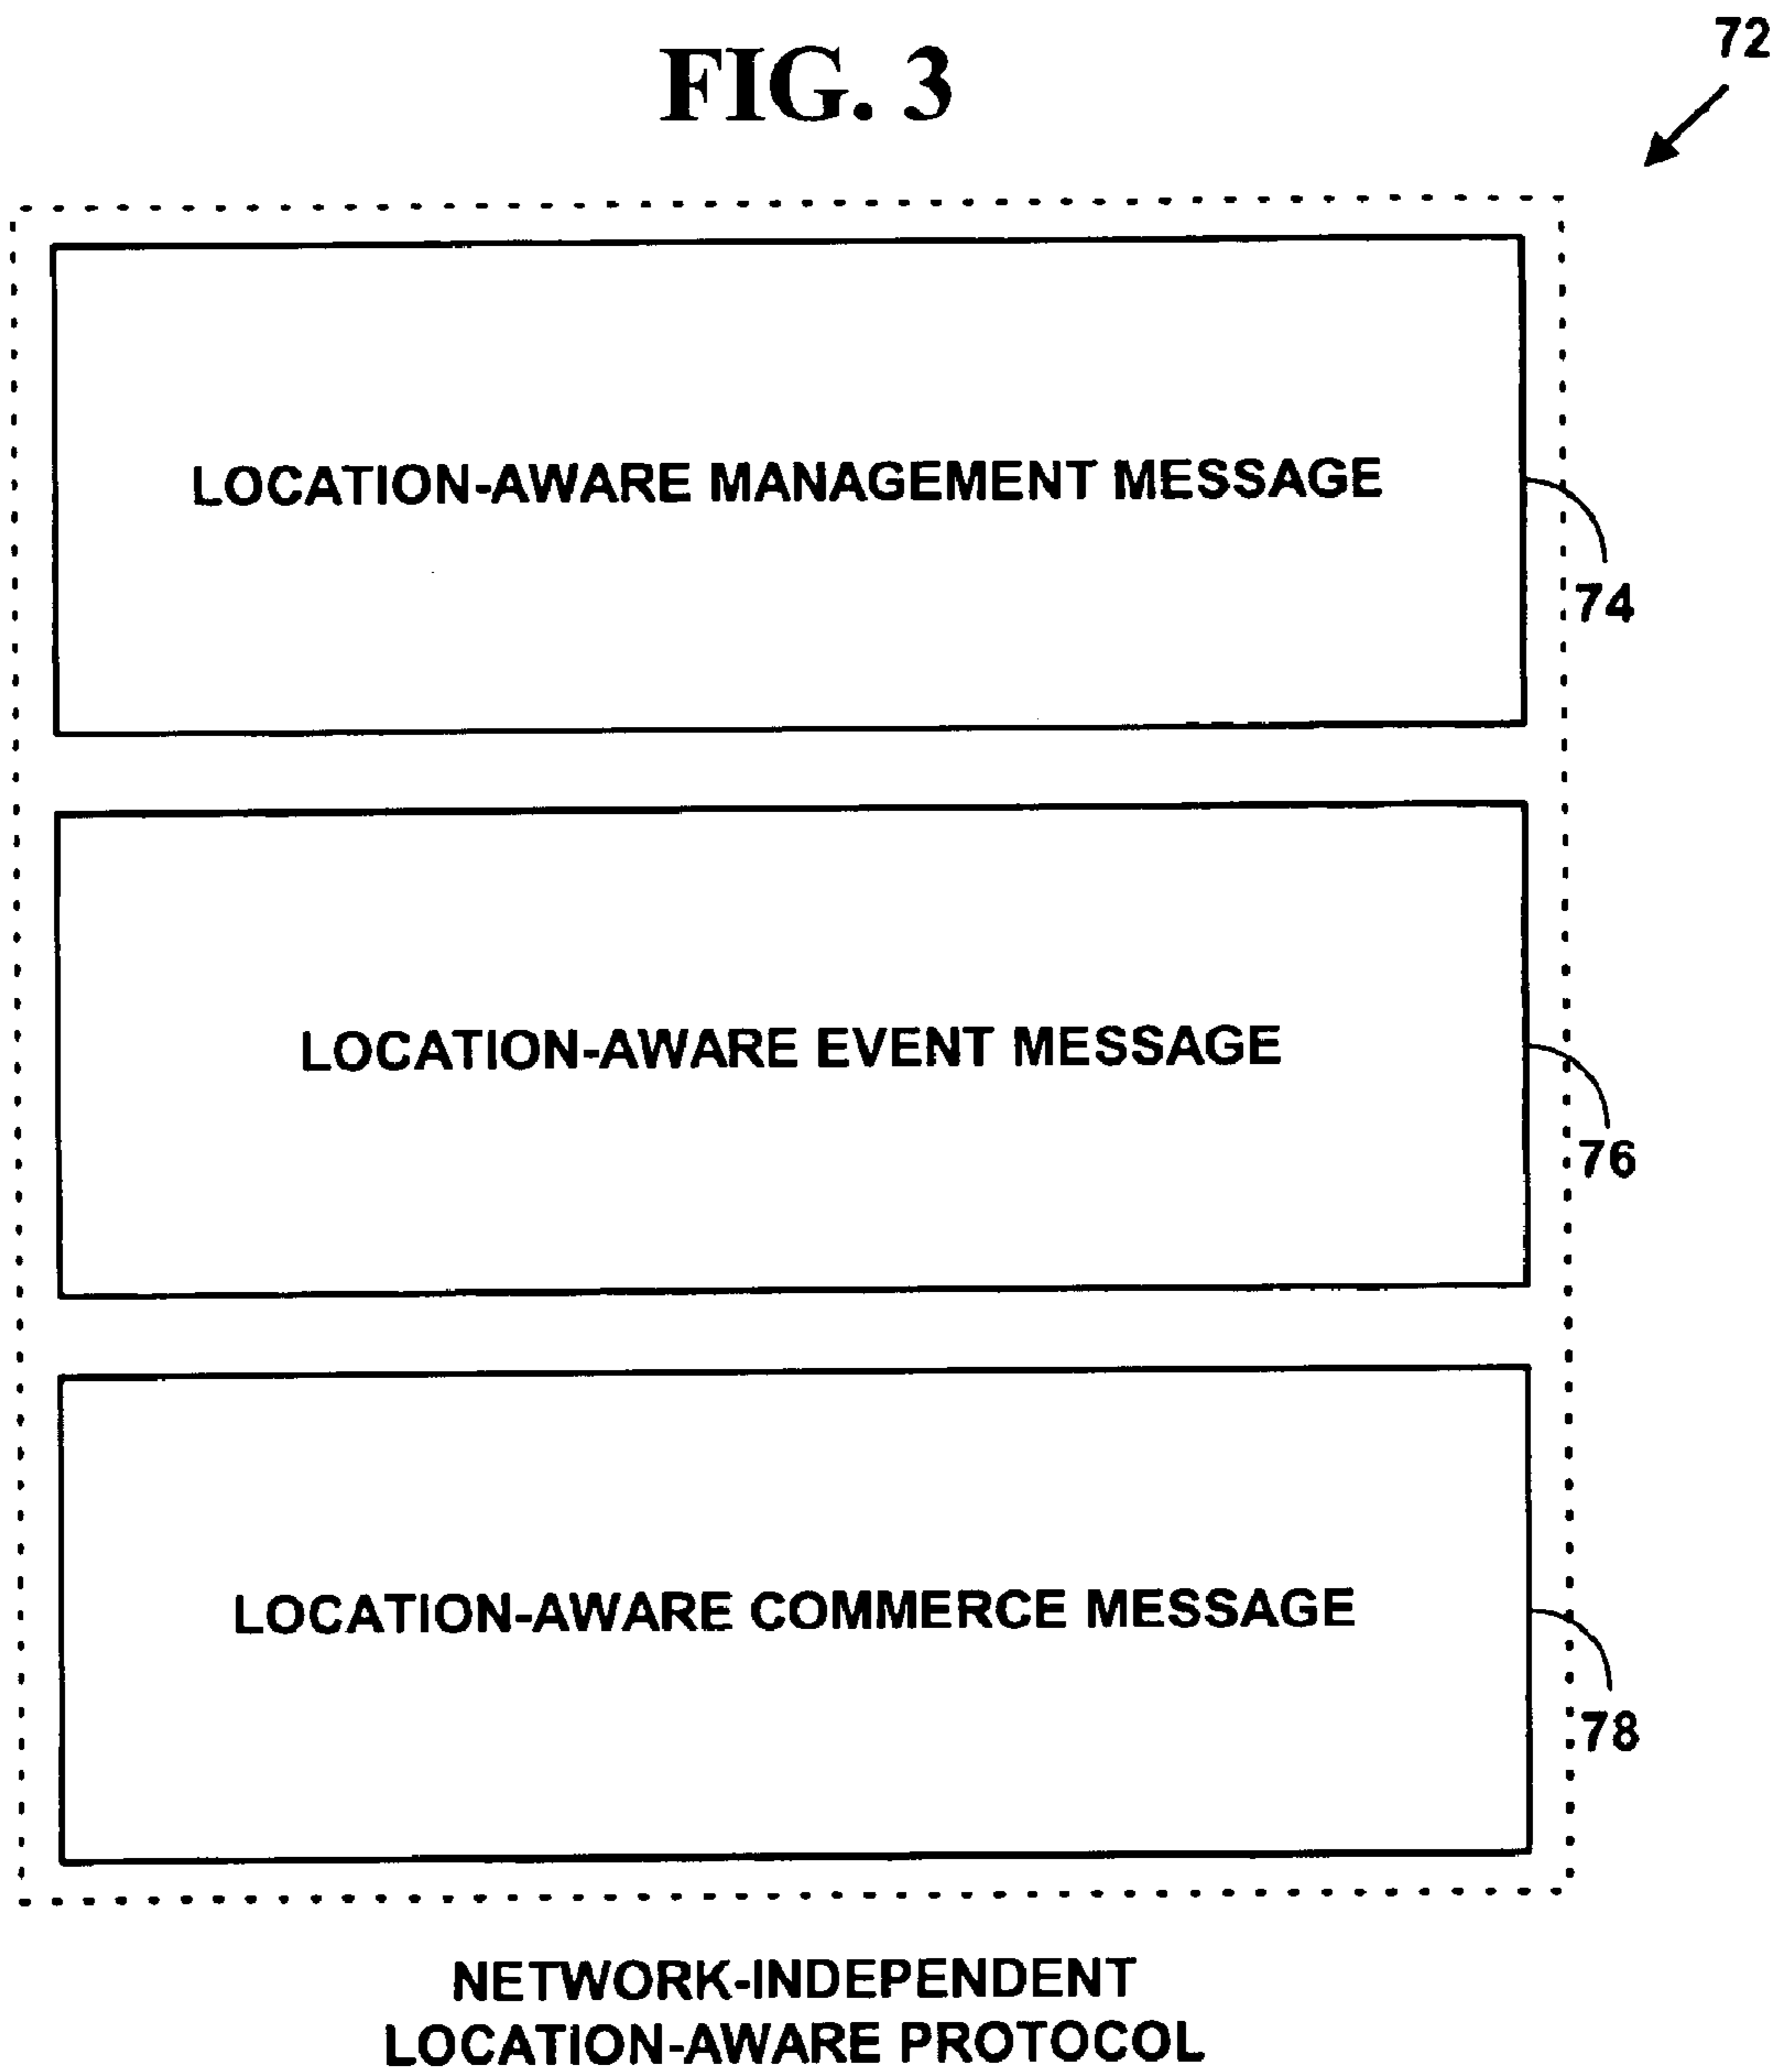 72
FIG. 3
LOCATION-AWARE MANAGEMENT MESSAGE
74
LOCATION-AWARE EVENT MESSAGE
76
LOCATION-AWARE COMMERCE MESSAGE
78
NETWORK-INDEPENDENT
LOCATION-AWARE PROTOCOL